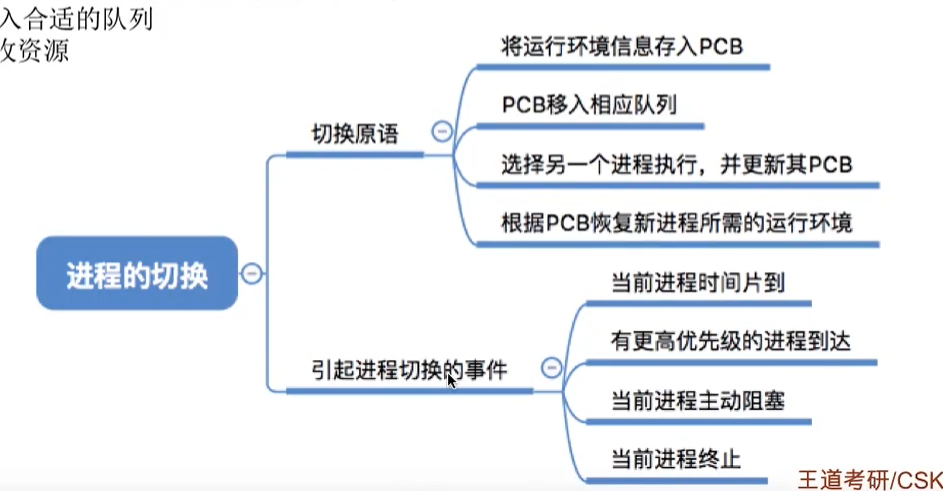 入合适的队列
收资源
将运行环境信息存入PCB
PCB移入相应队列
切换原语
选择另一个进程执行，并更新其PCB
根据PCB恢复新进程所需的运行环境
进程的切换
当前进程时间片到
有更高优先级的进程到达
引起进程切换的事件
当前进程主动阻塞
当前进程终止
王道考研/CSK